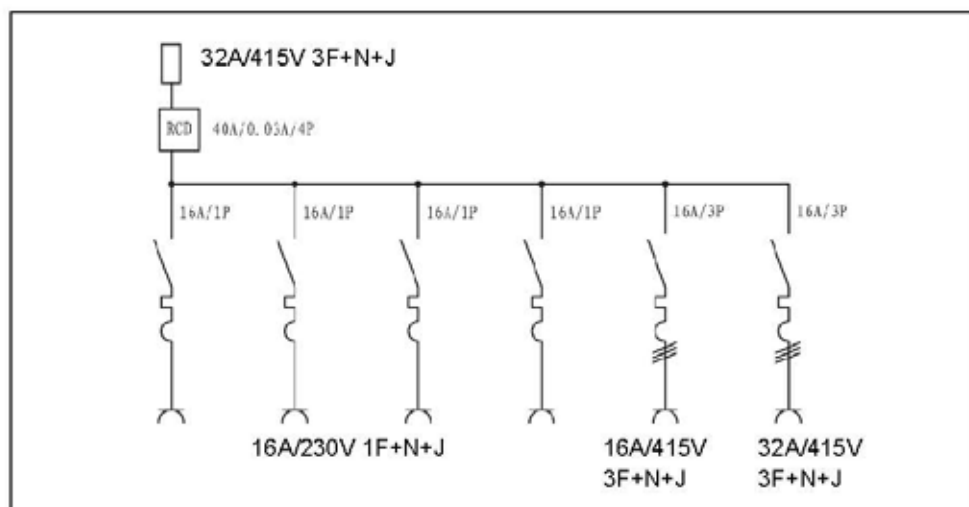 32A/415V 3F+N+J
RCD
40A/0.03A/4P
16A/1P
16A/1P
16A/1P
16A/1P
16A/3P
16A/3P
16A/230V 1F+N+J
16A/415V
3F+N+J
32A/415V
3F+N+J